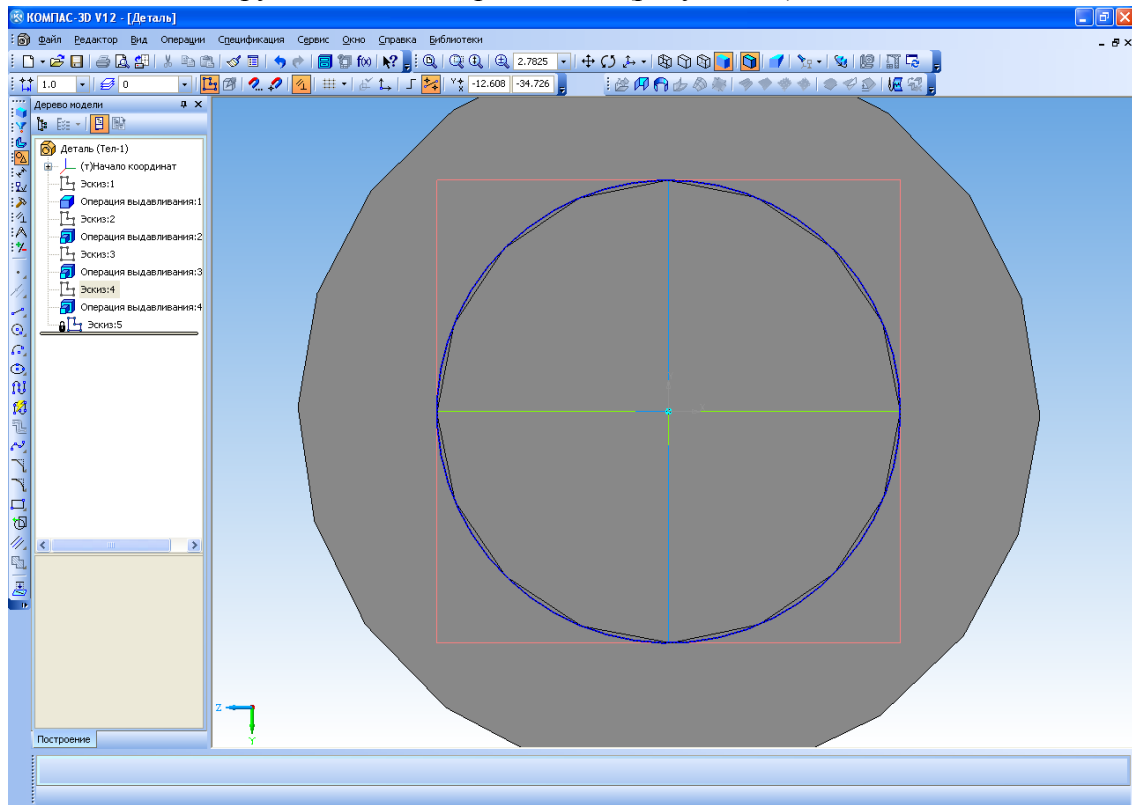 КОМПАС-3D V12 - [Деталь]
Файл Редактор Вид Операции Спецификация Сервис Окно Справка Библиотеки
2.7825
1.0 0 -12.608 -34.726
Дерево модели
Деталь (Тел-1)
(т)Начало координат
Эскиз:1
Операция выдавливания:1
Эскиз:2
Операция выдавливания:2
Эскиз:3
Операция выдавливания:3
Эскиз:4
Операция выдавливания:4
Эскиз:5
Z
Y
Построение